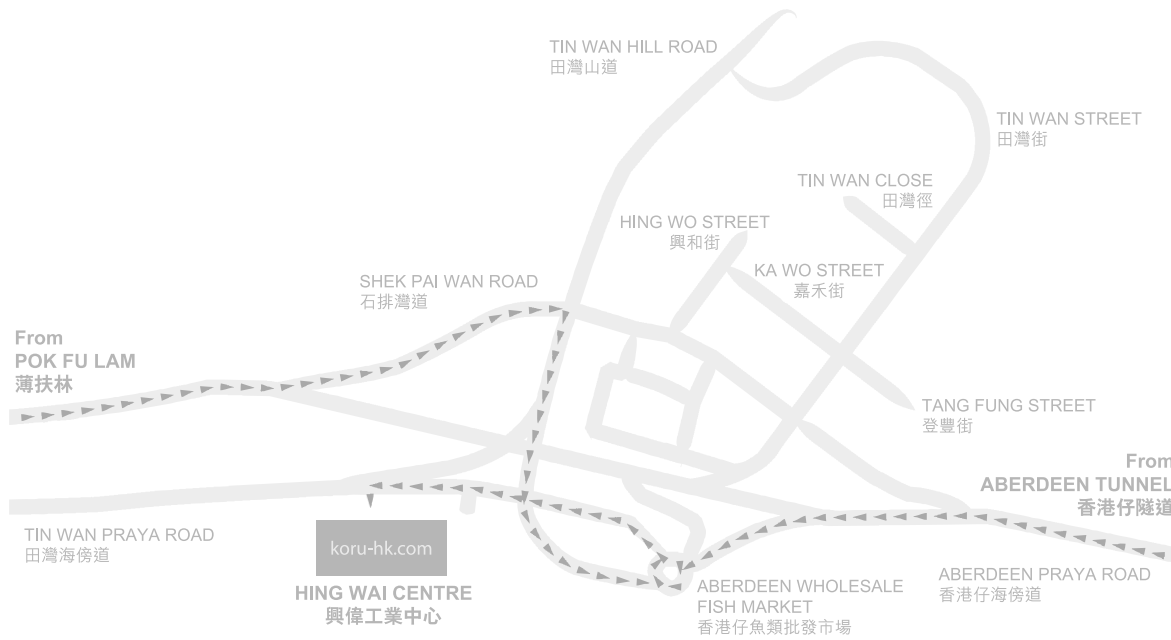 TIN WAN HILL ROAD
田灣山道
TIN WAN STREET
田灣街
TIN WAN CLOSE
田灣徑
HING WO STREET
興和街
KA WO STREET
嘉禾街
SHEK PAI WAN ROAD
石排灣道
From
POK FU LAM
薄扶林
TANG FUNG STREET
登豐街
From
ABERDEEN TUNNEL
香港仔隧道
TIN WAN PRAYA ROAD
田灣海傍道
koru-hk.com
HING WAI CENTRE
興偉工業中心
ABERDEEN WHOLESALE
FISH MARKET
香港仔魚類批發市場
ABERDEEN PRAYA ROAD
香港仔海傍道